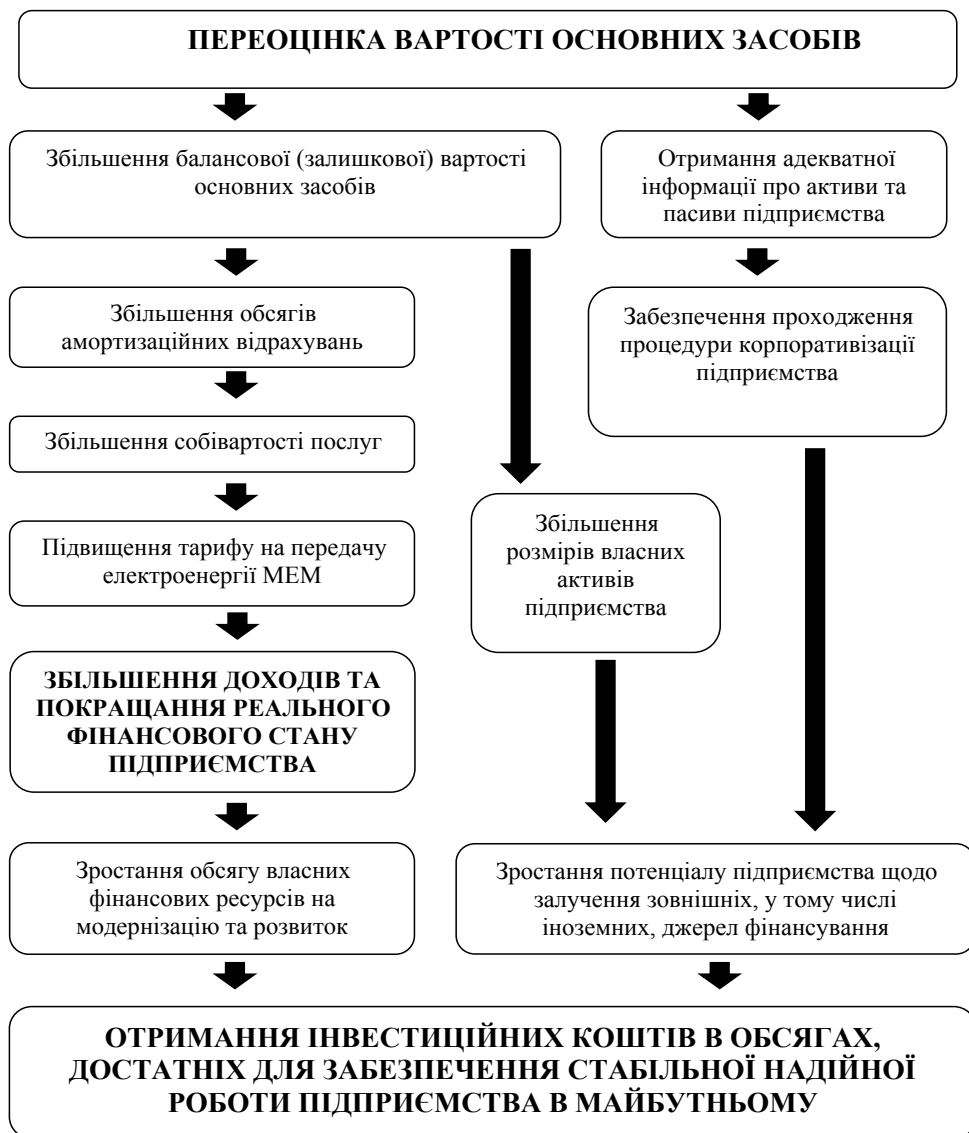 ПЕРЕОЦІНКА ВАРТОСТІ ОСНОВНИХ ЗАСОБІВ
Збільшення балансової (залишкової) вартості
основних засобів
Отримання адекватної
інформації про активи та
пасиви підприємства
Збільшення обсягів
амортизаційних відрахувань
Забезпечення проходження
процедури корпоративізації
підприємства
Збільшення собівартості послуг
Підвищення тарифу на передачу
електроенергії МЕМ
Збільшення
розмірів власних
активів
підприємства
ЗБІЛЬШЕННЯ ДОХОДІВ ТА
ПОКРАЩАННЯ РЕАЛЬНОГО
ФІНАНСОВОГО СТАНУ
ПІДПРИЄМСТВА
Зростання обсягу власних
фінансових ресурсів на
модернізацію та розвиток
Зростання потенціалу підприємства щодо
залучення зовнішніх, у тому числі
іноземних, джерел фінансування
ОТРИМАННЯ ІНВЕСТИЦІЙНИХ КОШТІВ В ОБСЯГАХ,
ДОСТАТНІХ ДЛЯ ЗАБЕЗПЕЧЕННЯ СТАБІЛЬНОЇ НАДІЙНОЇ
РОБОТИ ПІДПРИЄМСТВА В МАЙБУТНЬОМУ